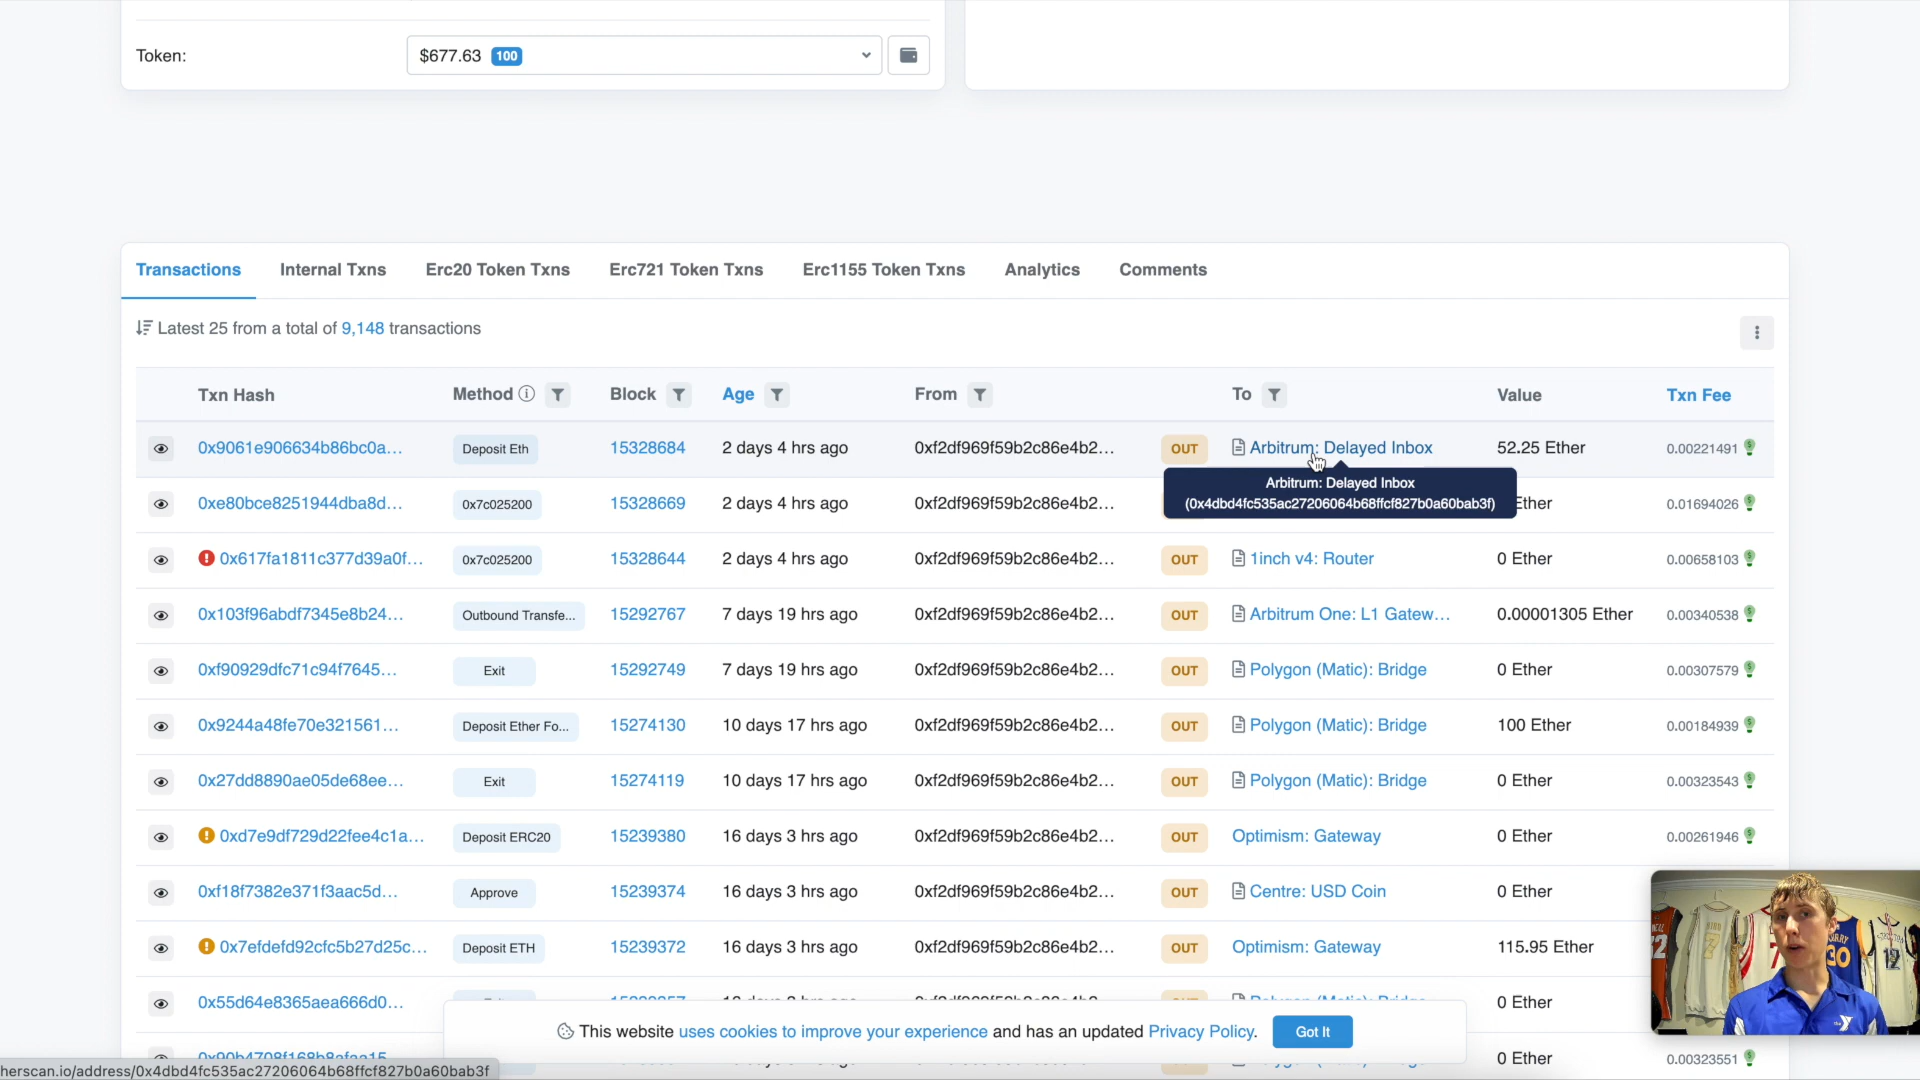 Token:
$677.63 100
Transactions Internal Txns Erc20 Token Txns Erc721 Token Txns Erc1155 Token Txns Analytics Comments
Latest 25 from a total of 9,148 transactions
Txn Hash Method Block Age From To Value Txn Fee
0x9061e906634b86bc0a... Deposit Eth 15328684 2 days 4 hrs ago 0xf2df969f59b2c86e4b2... OUT Arbitrum: Delayed Inbox 52.25 Ether 0.00221491
Arbitrum: Delayed Inbox
(0x4dbd4fc535ac27206064b68ffcf827b0a60bab3f)
0xe80bce8251944dba8d... 0x7c025200 15328669 2 days 4 hrs ago 0xf2df969f59b2c86e4b2... Ether 0.01694026
0x617fa1811c377d39a0f... 0x7c025200 15328644 2 days 4 hrs ago 0xf2df969f59b2c86e4b2... OUT 1inch v4: Router 0 Ether 0.00658103
0x103f96abdf7345e8b24... Outbound Transfe... 15292767 7 days 19 hrs ago 0xf2df969f59b2c86e4b2... OUT Arbitrum One: L1 Gatew... 0.00001305 Ether 0.00340538
0xf90929dfc71c94f7645... Exit 15292749 7 days 19 hrs ago 0xf2df969f59b2c86e4b2... OUT Polygon (Matic): Bridge 0 Ether 0.00307579
0x9244a48fe70e321561... Deposit Ether Fo... 15274130 10 days 17 hrs ago 0xf2df969f59b2c86e4b2... OUT Polygon (Matic): Bridge 100 Ether 0.00184939
0x27dd8890ae05de68ee... Exit 15274119 10 days 17 hrs ago 0xf2df969f59b2c86e4b2... OUT Polygon (Matic): Bridge 0 Ether 0.00323543
0xd7e9df729d22fee4c1a... Deposit ERC20 15239380 16 days 3 hrs ago 0xf2df969f59b2c86e4b2... OUT Optimism: Gateway 0 Ether 0.00261946
0xf18f7382e371f3aac5d... Approve 15239374 16 days 3 hrs ago 0xf2df969f59b2c86e4b2... OUT Centre: USD Coin 0 Ether
0x7efdefd92cfc5b27d25c... Deposit ETH 15239372 16 days 3 hrs ago 0xf2df969f59b2c86e4b2... OUT Optimism: Gateway 115.95 Ether
0x55d64e8365aea666d0... 0 Ether
This website uses cookies to improve your experience and has an updated Privacy Policy. Got It
0x90b4708f168b8afaa15... 0 Ether 0.00323551
herscan.io/address/0x4dbd4fc535ac27206064b68ffcf827b0a60bab3f
30
12